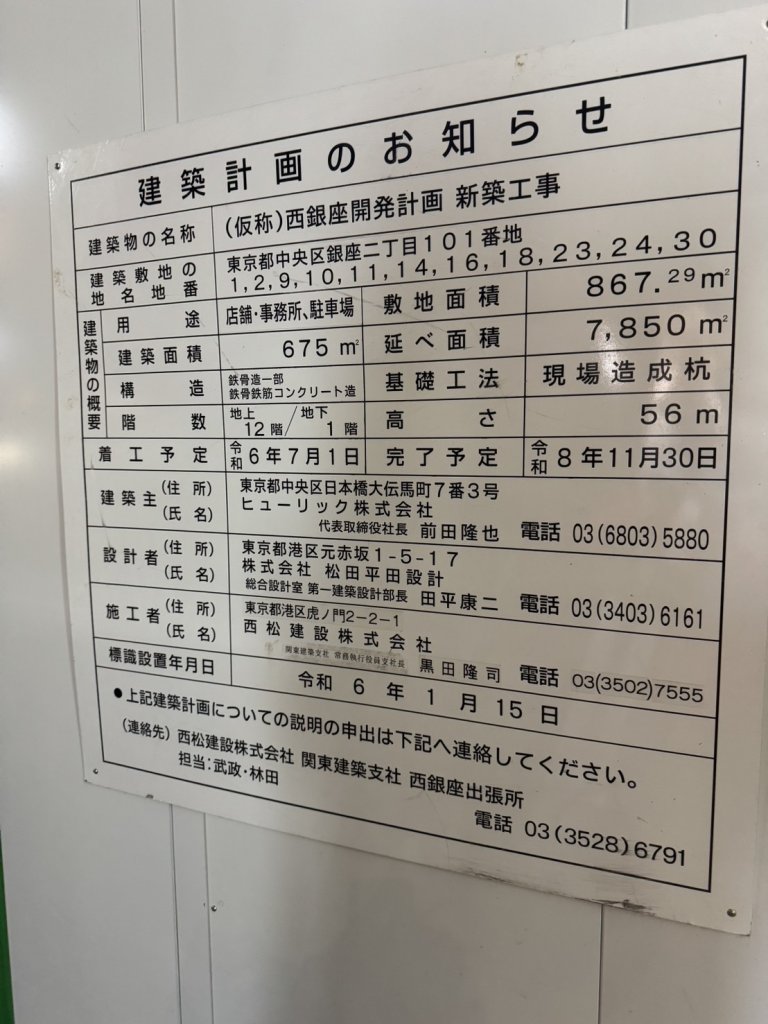 建築計画のお知らせ
建築物の名称 (仮称)西銀座開発計画 新築工事
建築敷地の地名地番 東京都中央区銀座二丁目101番地
1,2,9,10,11,14,16,18,23,24,30
建築物の概要
用途 店舗・事務所、駐車場 敷地面積 867.29㎡
建築面積 675㎡ 延べ面積 7,850㎡
構造 鉄骨造一部
鉄骨鉄筋コンクリート造 基礎工法 現場造成杭
階数 地上12階/地下1階 高さ 56m
着工予定 令和6年7月1日 完了予定 令和8年11月30日
建築主(住所) 東京都中央区日本橋大伝馬町7番3号
(氏名) ヒューリック株式会社
代表取締役社長 前田隆也 電話 03(6803)5880
設計者(住所) 東京都港区元赤坂1-5-17
(氏名) 株式会社 松田平田設計
総合設計室 第一建築設計部長 田平康二 電話 03(3403)6161
施工者(住所) 東京都港区虎ノ門2-2-1
(氏名) 西松建設株式会社
関東建築支社 常務執行役員支社長 黒田隆司 電話 03(3502)7555
標識設置年月日 令和6年1月15日
●上記建築計画についての説明の申出は下記へ連絡してください。
(連絡先) 西松建設株式会社 関東建築支社 西銀座出張所
担当:武政・林田
電話 03(3528)6791